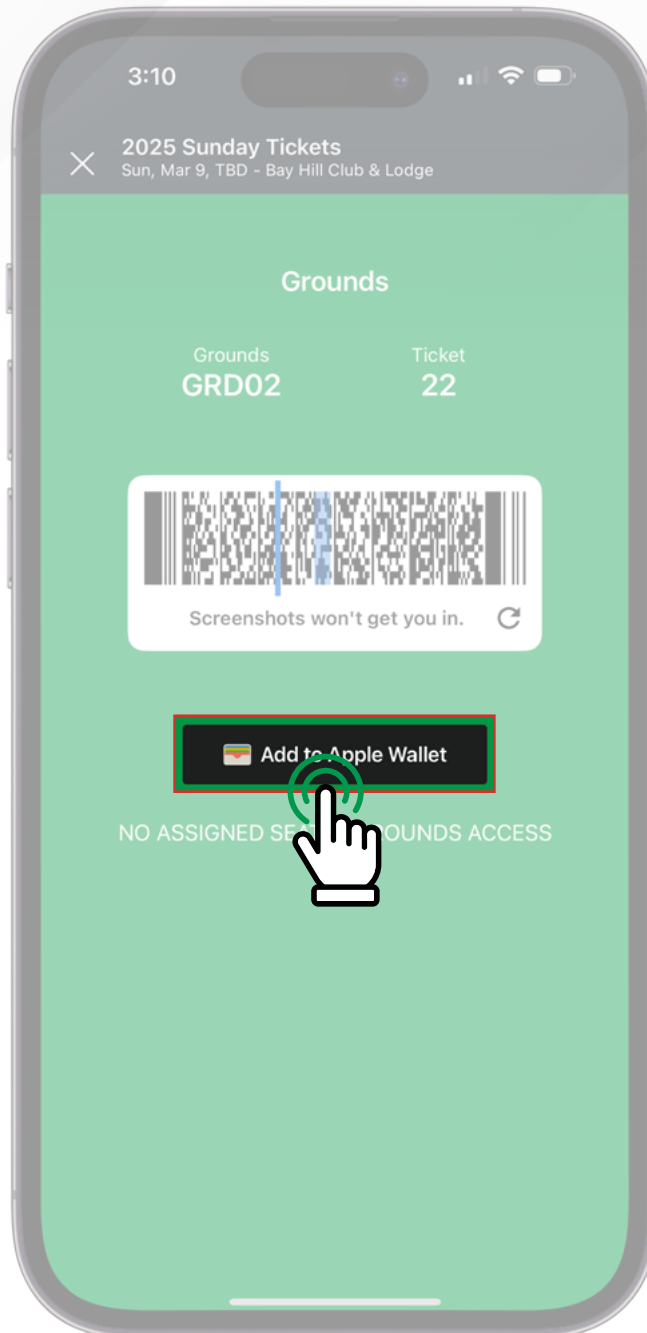 3:10
2025 Sunday Tickets
Sun, Mar 9, TBD - Bay Hill Club & Lodge
Grounds
Grounds Ticket
GRD02 22
Screenshots won't get you in.
Add to Apple Wallet
NO ASSIGNED ACCESS